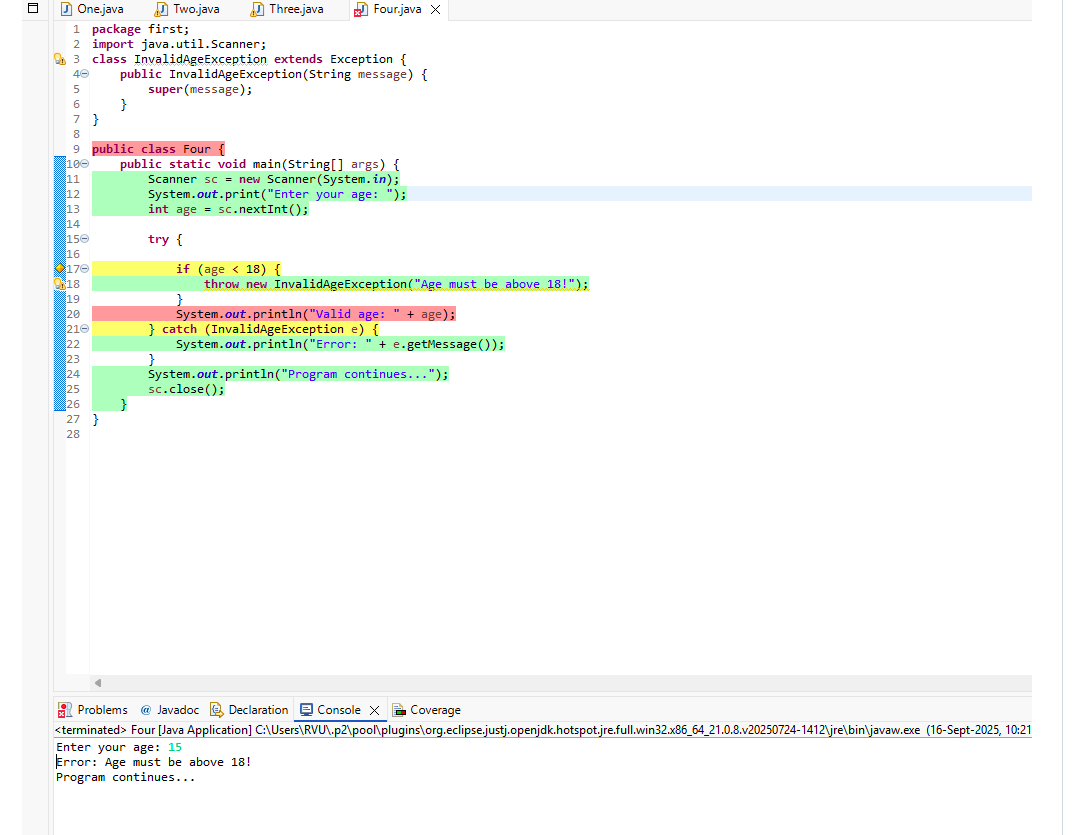 One.java Two.java Three.java Four.java
1 package first;
2 import java.util.Scanner;
3 class InvalidAgeException extends Exception {
4 public InvalidAgeException(String message) {
5 super(message);
6 }
7 }
8
9 public class Four {
10 public static void main(String[] args) {
11 Scanner sc = new Scanner(System.in);
12 System.out.print("Enter your age: ");
13 int age = sc.nextInt();
14
15 try {
16
17 if (age < 18) {
18 throw new InvalidAgeException("Age must be above 18!");
19 }
20 System.out.println("Valid age: " + age);
21 } catch (InvalidAgeException e) {
22 System.out.println("Error: " + e.getMessage());
23 }
24 System.out.println("Program continues...");
25 sc.close();
26 }
27 }
28
Problems @ Javadoc Declaration Console Coverage
<terminated> Four [Java Application] C:\Users\RVU\.p2\pool\plugins\org.eclipse.justj.openjdk.hotspot.jre.full.win32.x86_64_21.0.8.v20250724-1412\jre\bin\javaw.exe (16-Sept-2025, 10:21
Enter your age: 15
Error: Age must be above 18!
Program continues...